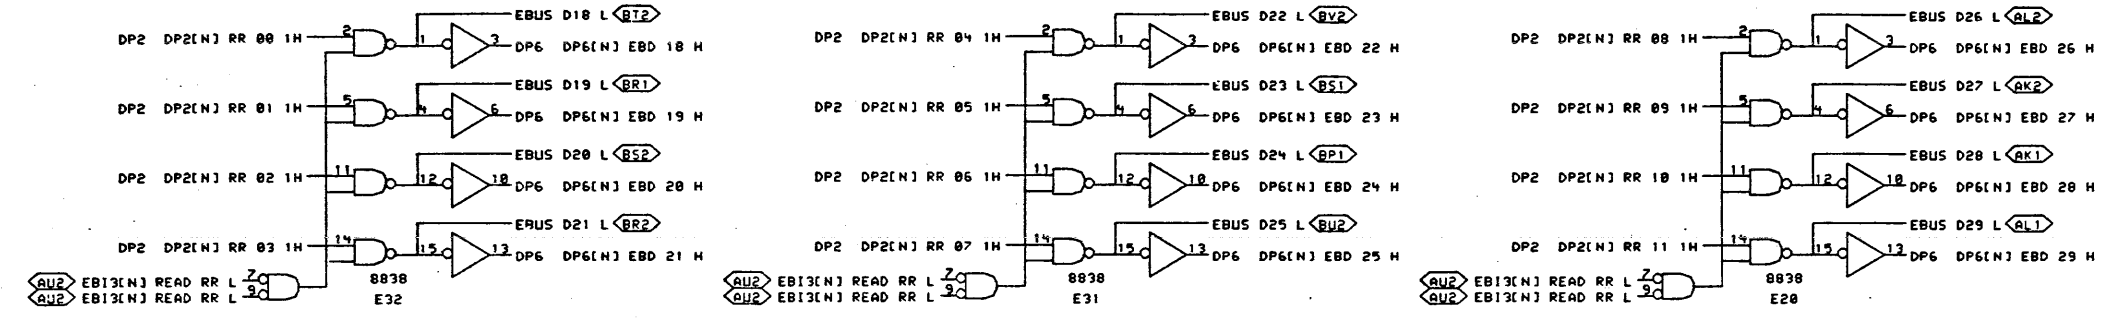 EBUS D18 L BT2
DP2 DP2[N] RR 00 1H 2 1 3 DP6 DP6[N] EBD 18 H
EBUS D19 L BR1
DP2 DP2[N] RR 01 1H 5 4 6 DP6 DP6[N] EBD 19 H
EBUS D20 L BS2
DP2 DP2[N] RR 02 1H 11 12 10 DP6 DP6[N] EBD 20 H
EBUS D21 L BR2
DP2 DP2[N] RR 03 1H 14 15 13 DP6 DP6[N] EBD 21 H
AU2 EBI3[N] READ RR L 7
AU2 EBI3[N] READ RR L 9
8838
E32
EBUS D22 L BV2
DP2 DP2[N] RR 04 1H 2 1 3 DP6 DP6[N] EBD 22 H
EBUS D23 L BS1
DP2 DP2[N] RR 05 1H 5 4 6 DP6 DP6[N] EBD 23 H
EBUS D24 L BP1
DP2 DP2[N] RR 06 1H 11 12 10 DP6 DP6[N] EBD 24 H
EBUS D25 L BU2
DP2 DP2[N] RR 07 1H 14 15 13 DP6 DP6[N] EBD 25 H
AU2 EBI3[N] READ RR L 7
AU2 EBI3[N] READ RR L 9
8838
E31
EBUS D26 L AL2
DP2 DP2[N] RR 08 1H 2 1 3 DP6 DP6[N] EBD 26 H
EBUS D27 L AK2
DP2 DP2[N] RR 09 1H 5 4 6 DP6 DP6[N] EBD 27 H
EBUS D28 L AK1
DP2 DP2[N] RR 10 1H 11 12 10 DP6 DP6[N] EBD 28 H
EBUS D29 L AL1
DP2 DP2[N] RR 11 1H 14 15 13 DP6 DP6[N] EBD 29 H
AU2 EBI3[N] READ RR L 7
AU2 EBI3[N] READ RR L 9
8838
E20